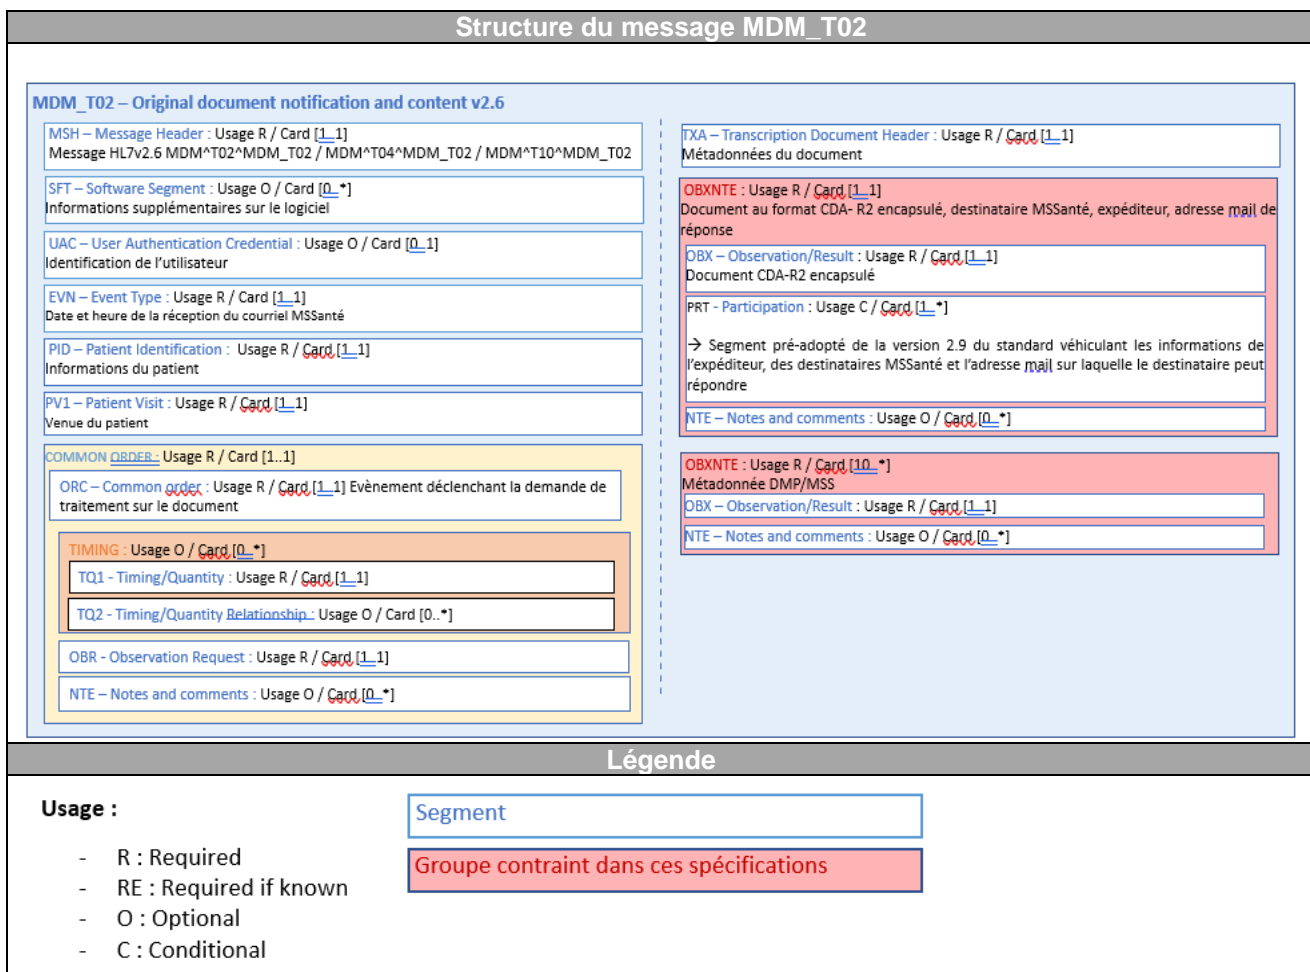 Structure du message MDM_T02
MDM_T02 – Original document notification and content v2.6
MSH – Message Header : Usage R / Card [1..1]
Message HL7v2.6 MDM^T02^MDM_T02 / MDM^T04^MDM_T02 / MDM^T10^MDM_T02
SFT – Software Segment : Usage O / Card [0..*]
Informations supplémentaires sur le logiciel
UAC – User Authentication Credential : Usage O / Card [0..1]
Identification de l'utilisateur
EVN – Event Type : Usage R / Card [1..1]
Date et heure de la réception du courriel MSSanté
PID – Patient Identification : Usage R / Card [1..1]
Informations du patient
PV1 – Patient Visit : Usage R / Card [1..1]
Venue du patient
COMMON ORDER : Usage R / Card [1..1]
ORC – Common order : Usage R / Card [1..1] Evènement déclenchant la demande de
traitement sur le document
TIMING : Usage O / Card [0..*]
TQ1 - Timing/Quantity : Usage R / Card [1..1]
TQ2 - Timing/Quantity Relationship : Usage O / Card [0..*]
OBR - Observation Request : Usage R / Card [1..1]
NTE – Notes and comments : Usage O / Card [0..*]
TXA – Transcription Document Header : Usage R / Card [1..1]
Métadonnées du document
OBXNTE : Usage R / Card [1..1]
Document au format CDA- R2 encapsulé, destinataire MSSanté, expéditeur, adresse mail de
réponse
OBX – Observation/Result : Usage R / Card [1..1]
Document CDA-R2 encapsulé
PRT - Participation : Usage C / Card [1..*]
→ Segment pré-adopté de la version 2.9 du standard véhiculant les informations de
l'expéditeur, des destinataires MSSanté et l'adresse mail sur laquelle le destinataire peut
répondre
NTE – Notes and comments : Usage O / Card [0..*]
OBXNTE : Usage R / Card [10..*]
Métadonnée DMP/MSS
OBX – Observation/Result : Usage R / Card [1..1]
NTE – Notes and comments : Usage O / Card [0..*]
Légende
Usage :
- R : Required
- RE : Required if known
- O : Optional
- C : Conditional
Segment
Groupe contraint dans ces spécifications